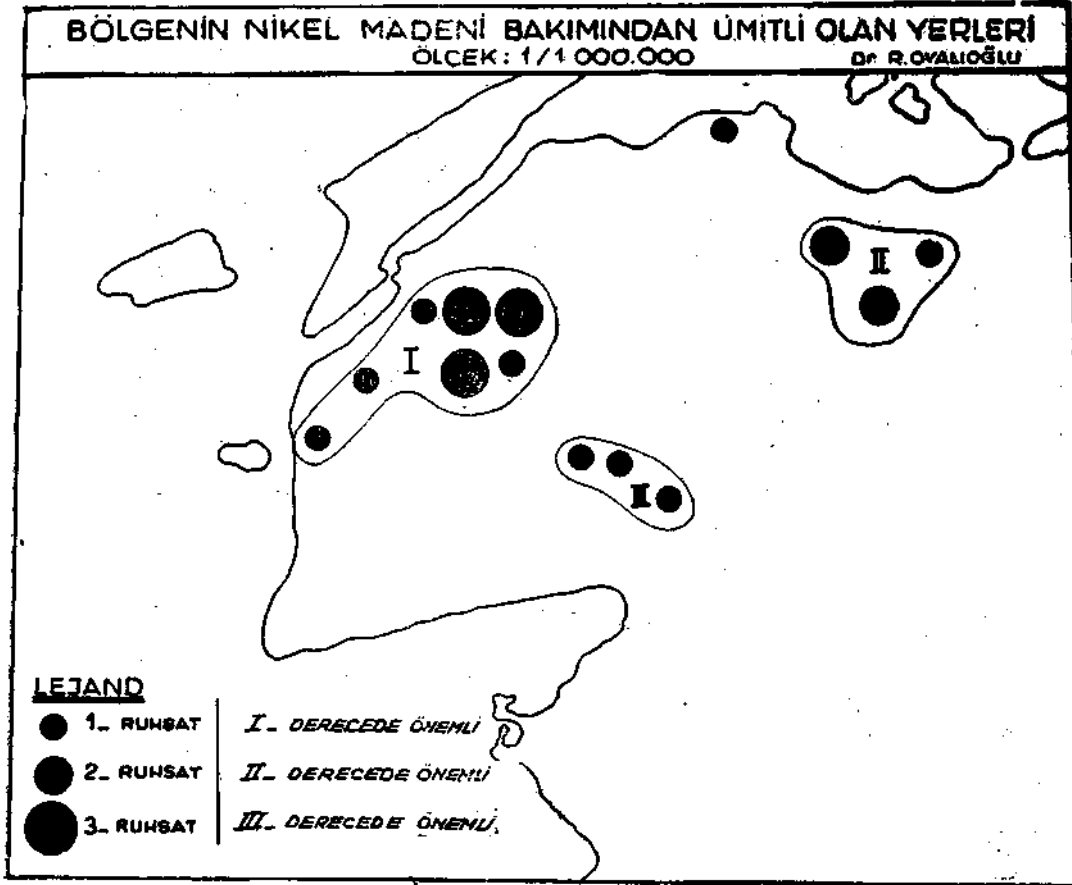 BÖLGENİN NİKEL MADENİ BAKIMINDAN ÜMİTLİ OLAN YERLERİ
ÖLÇEK: 1/1 000.000
Dr. R. OVALIOĞLU
II
I
III
LEJAND
1_ RUHSAT
I_ DERECEDE ÖNEMLİ
2_ RUHSAT
II_ DERECEDE ÖNEMLİ
3_ RUHSAT
III_ DERECEDE ÖNEMLİ